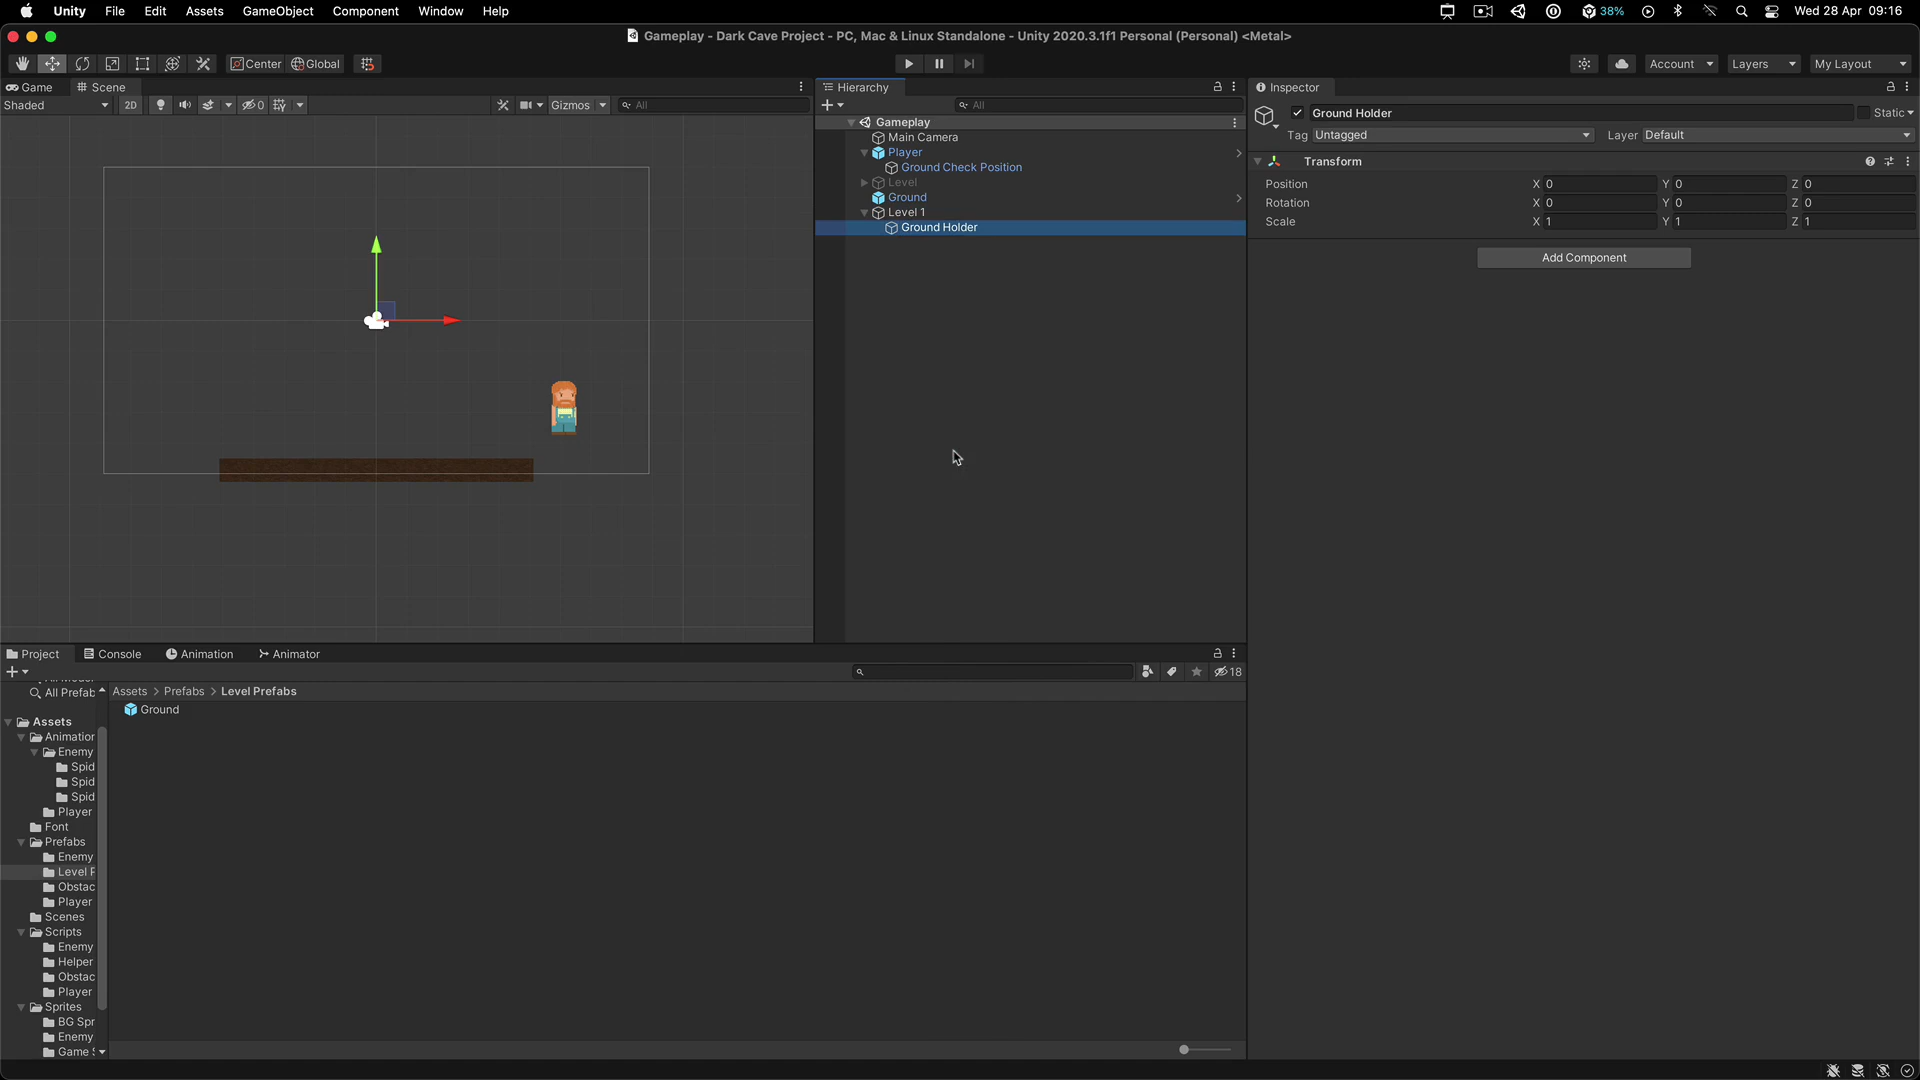 Unity File Edit Assets GameObject Component Window Help
38% Wed 28 Apr 09:16
Gameplay - Dark Cave Project - PC, Mac & Linux Standalone - Unity 2020.3.1f1 Personal (Personal) <Metal>
Center Global
Account Layers My Layout
Game Scene
Shaded 2D 0 Gizmos All
Hierarchy
All
Gameplay
Main Camera
Player
Ground Check Position
Level
Ground
Level 1
Ground Holder
Inspector
Ground Holder Static
Tag Untagged Layer Default
Transform
Position X 0 Y 0 Z 0
Rotation X 0 Y 0 Z 0
Scale X 1 Y 1 Z 1
Add Component
Project Console Animation Animator
18
All Prefab
Assets
Animation
Enemy
Spid
Spid
Spid
Player
Font
Prefabs
Enemy
Level P
Obstac
Player
Scenes
Scripts
Enemy
Helper
Obstac
Player
Sprites
BG Spr
Enemy
Game
Assets > Prefabs > Level Prefabs
Ground